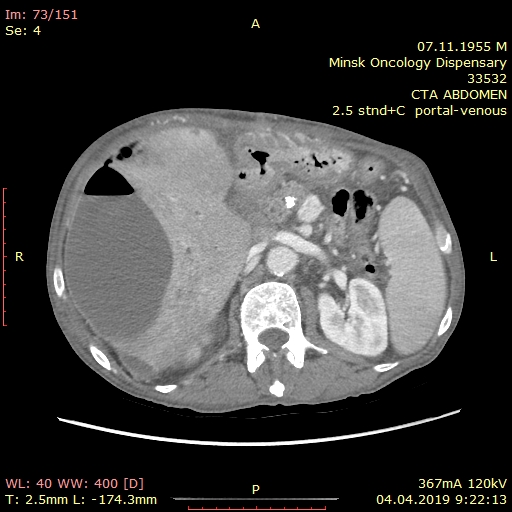 Im: 73/151
Se: 4
A
07.11.1955 M
Minsk Oncology Dispensary
33532
CTA ABDOMEN
2.5 stnd+C portal-venous
R
L
WL: 40 WW: 400 [D]
T: 2.5mm L: -174.3mm
P
367mA 120kV
04.04.2019 9:22:13